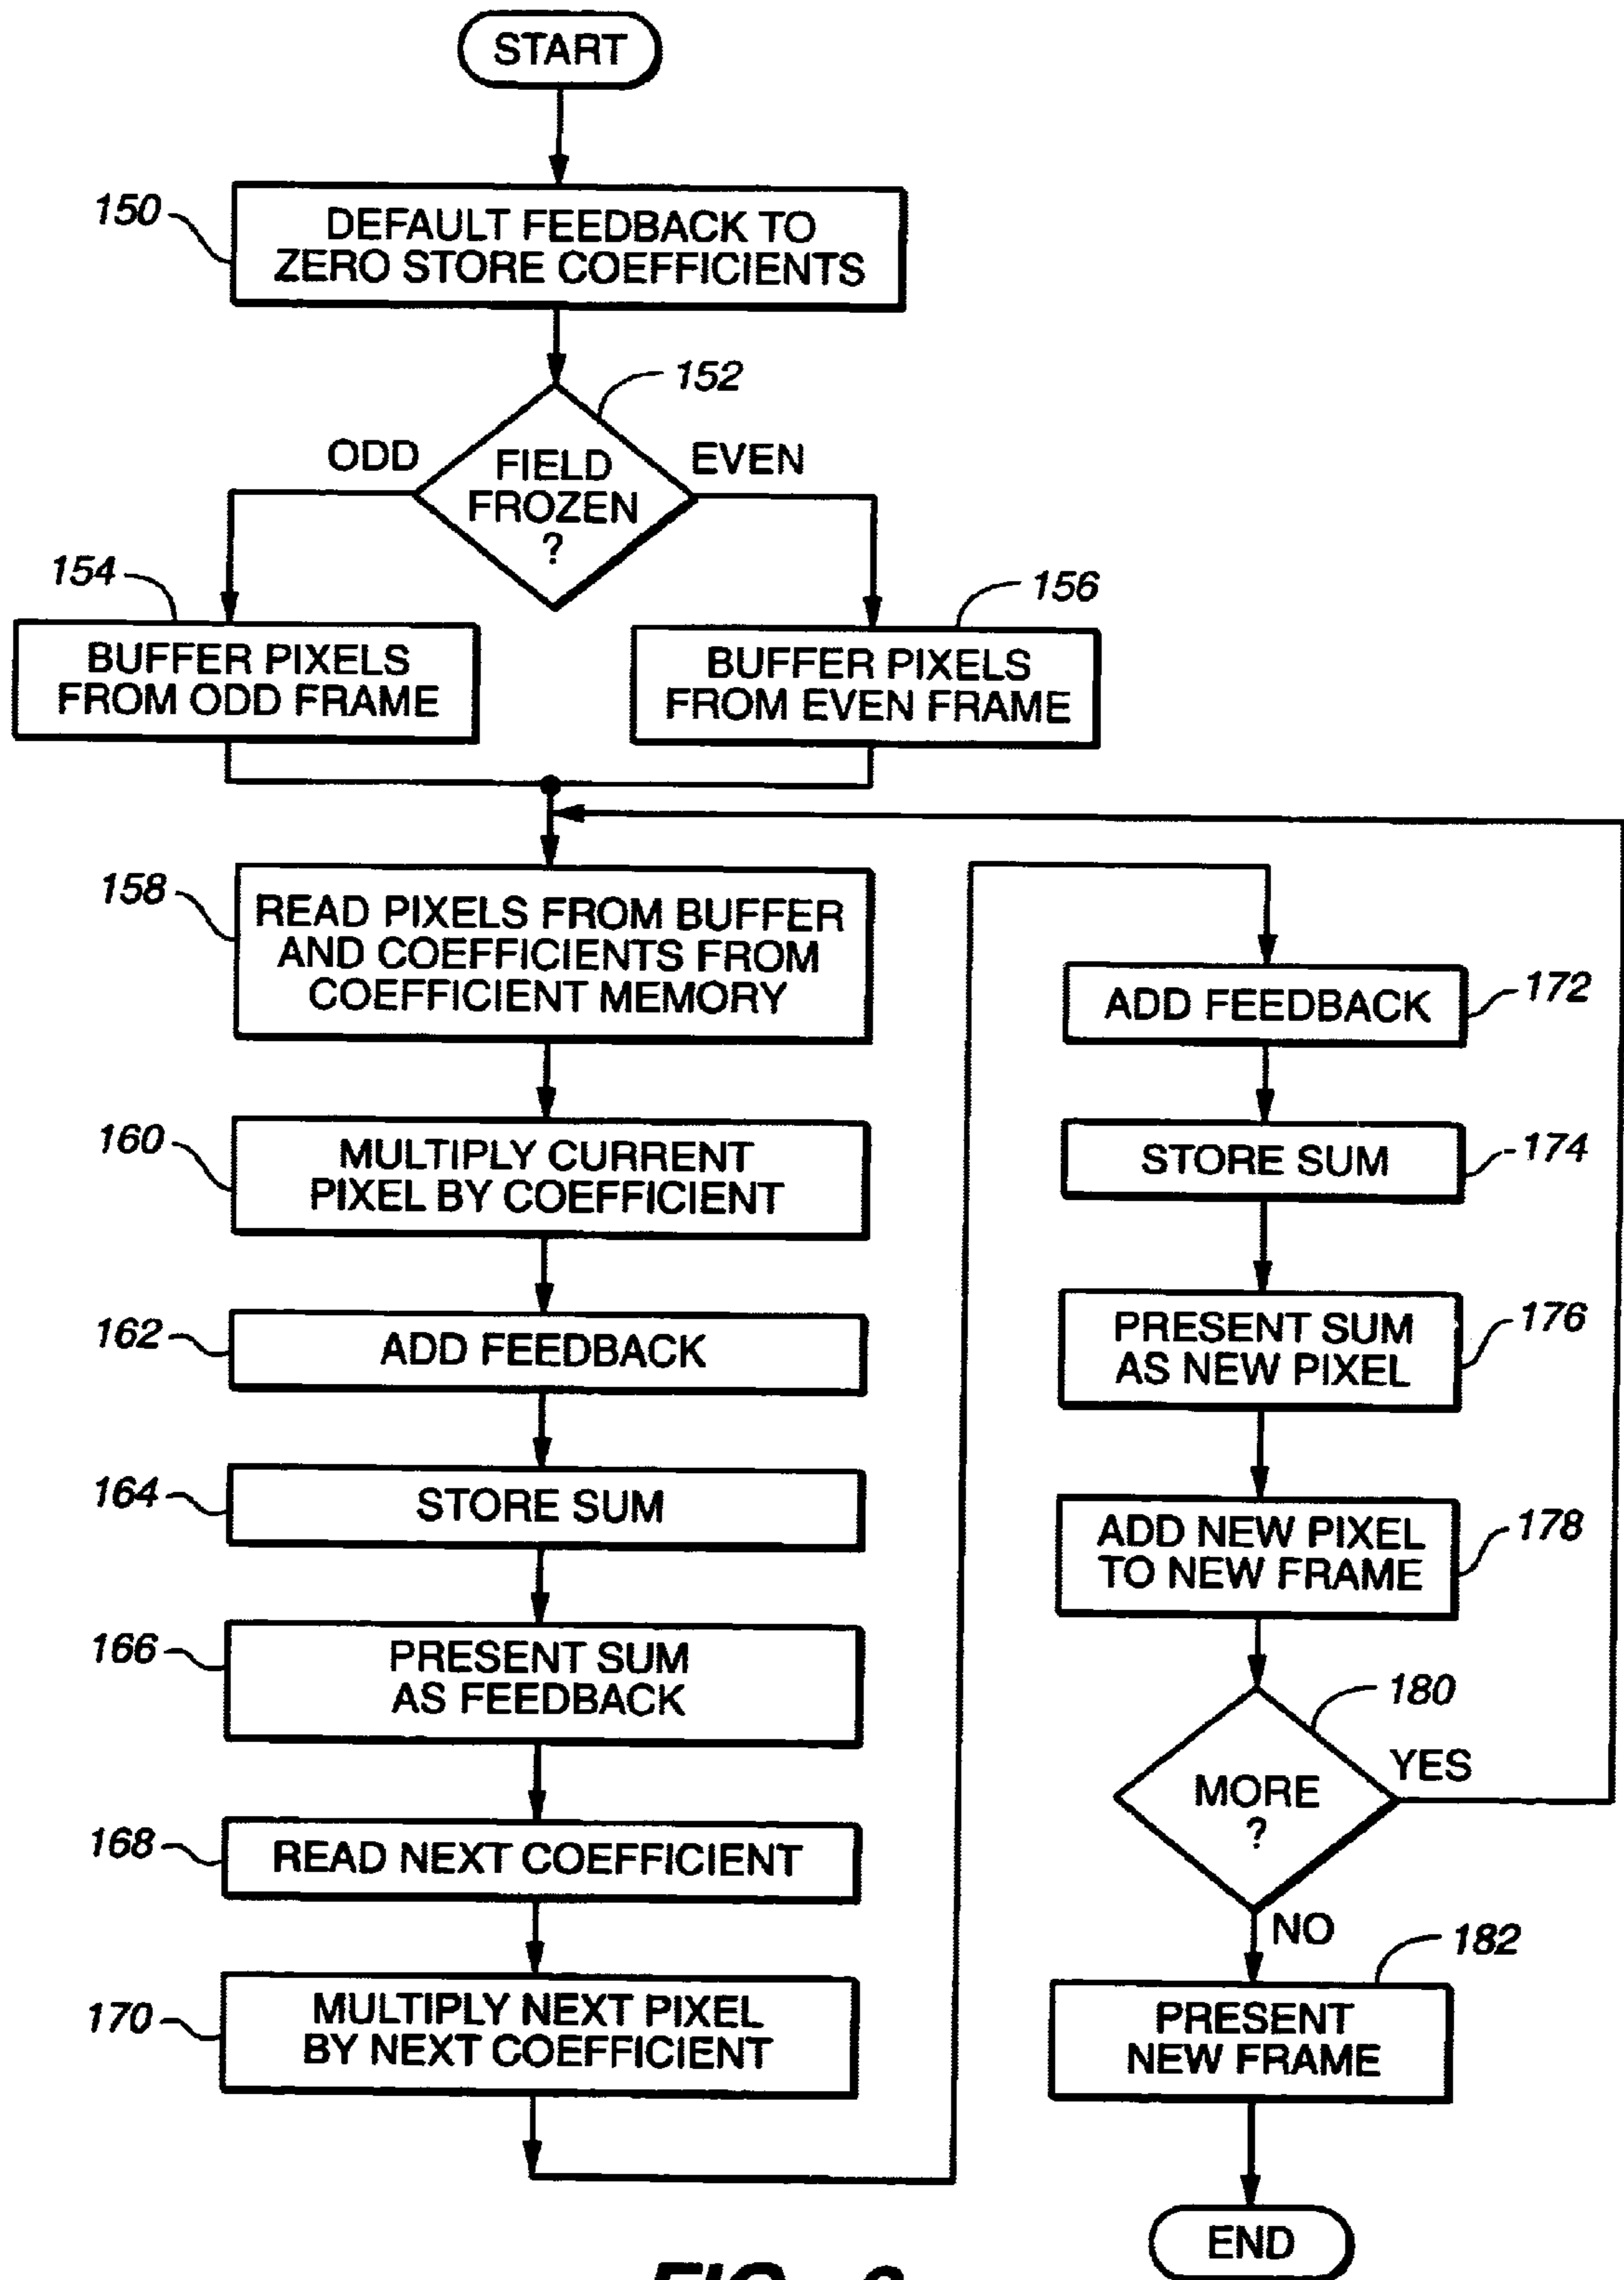 START
150
DEFAULT FEEDBACK TO
ZERO STORE COEFFICIENTS
152
ODD
FIELD
FROZEN
?
EVEN
154
BUFFER PIXELS
FROM ODD FRAME
156
BUFFER PIXELS
FROM EVEN FRAME
158
READ PIXELS FROM BUFFER
AND COEFFICIENTS FROM
COEFFICIENT MEMORY
160
MULTIPLY CURRENT
PIXEL BY COEFFICIENT
162
ADD FEEDBACK
164
STORE SUM
166
PRESENT SUM
AS FEEDBACK
168
READ NEXT COEFFICIENT
170
MULTIPLY NEXT PIXEL
BY NEXT COEFFICIENT
ADD FEEDBACK
172
STORE SUM
174
PRESENT SUM
AS NEW PIXEL
176
ADD NEW PIXEL
TO NEW FRAME
178
180
MORE
?
YES
NO
182
PRESENT
NEW FRAME
END